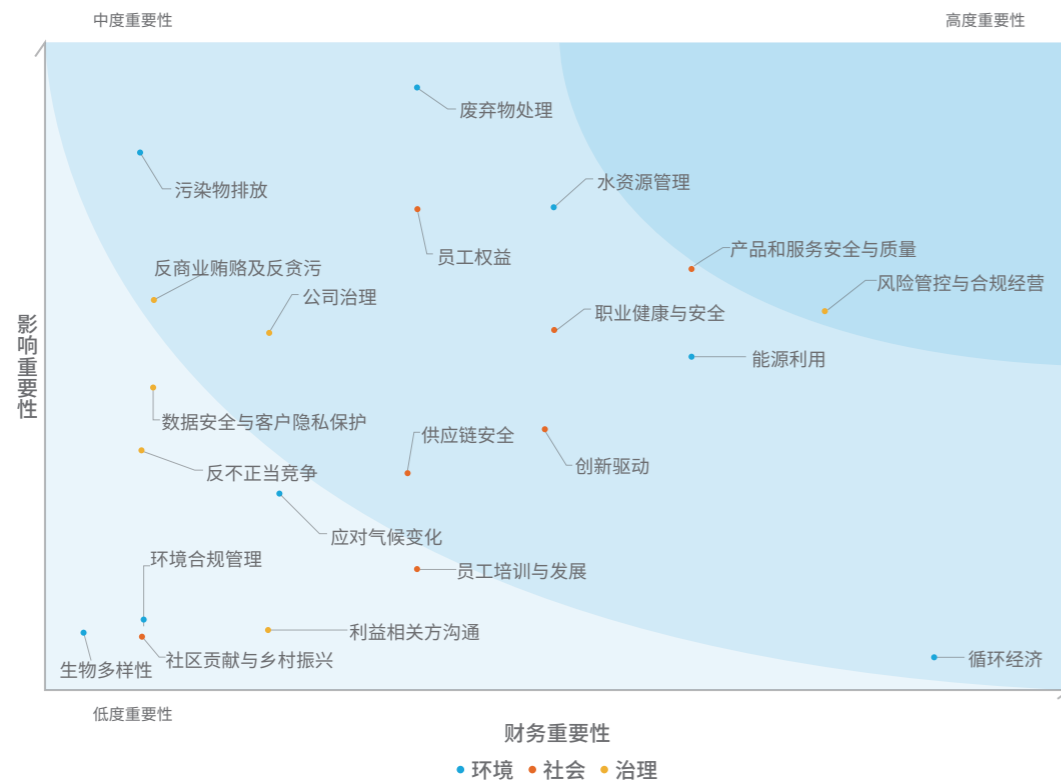 中度重要性
高度重要性
废弃物处理
污染物排放
水资源管理
员工权益
产品和服务安全与质量
反商业贿赂及反贪污
风险管控与合规经营
公司治理
职业健康与安全
影响重要性
能源利用
数据安全与客户隐私保护
供应链安全
反不正当竞争
创新驱动
应对气候变化
环境合规管理
员工培训与发展
利益相关方沟通
社区贡献与乡村振兴
循环经济
生物多样性
低度重要性
财务重要性
环境 社会 治理